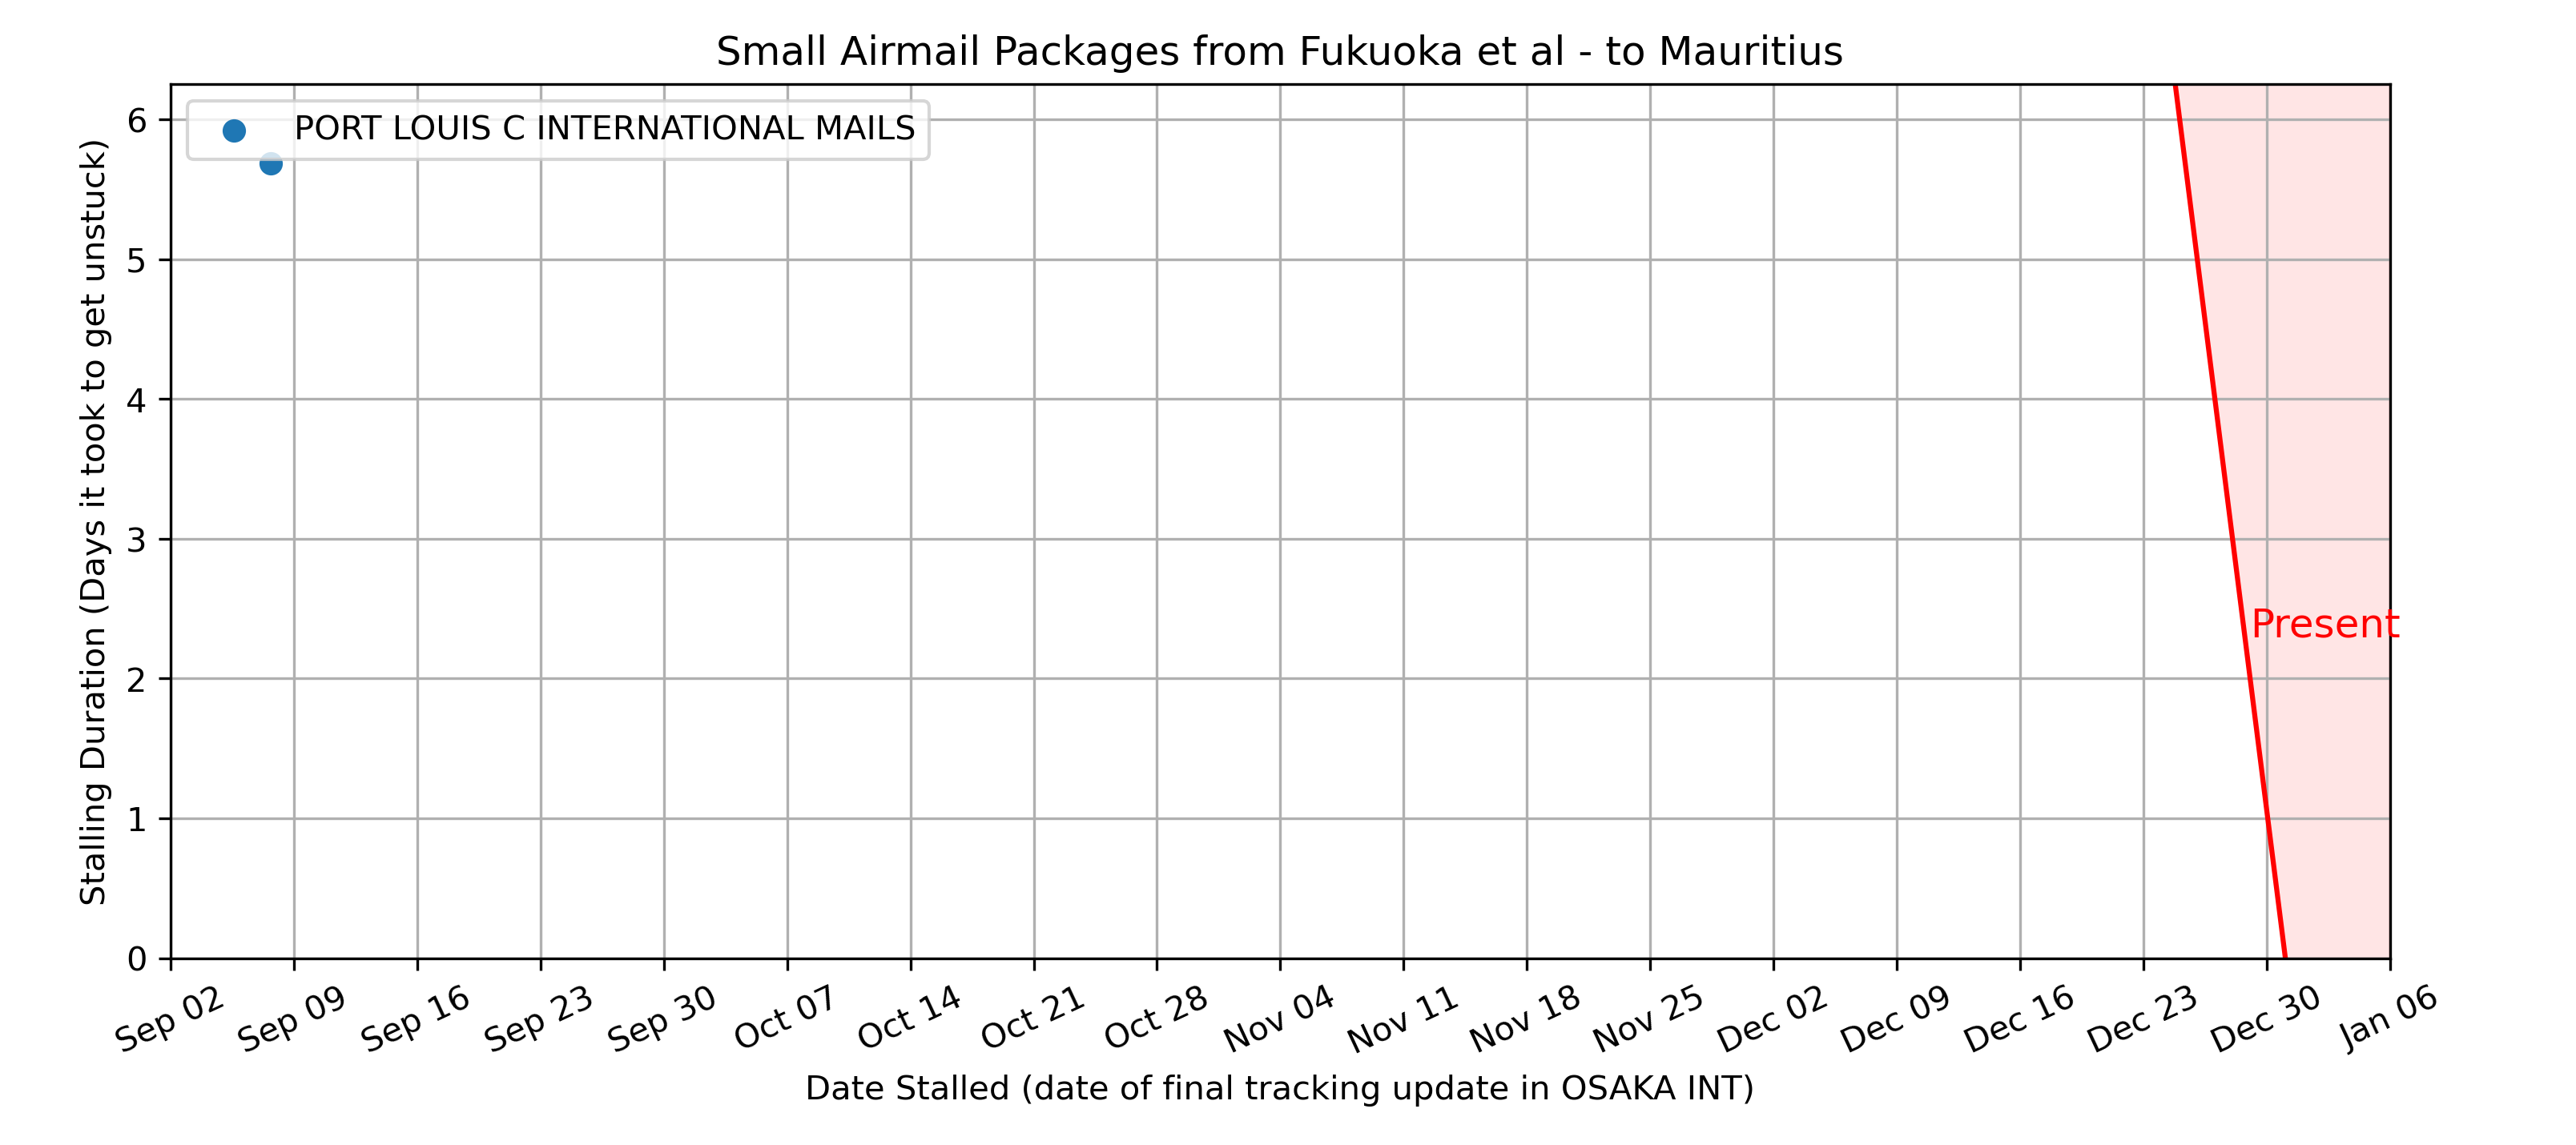 Small Airmail Packages from Fukuoka et al - to Mauritius
PORT LOUIS C INTERNATIONAL MAILS
Stalling Duration (Days it took to get unstuck)
6
5
4
3
2
1
0
Present
Sep 02
Sep 09
Sep 16
Sep 23
Sep 30
Oct 07
Oct 14
Oct 21
Oct 28
Nov 04
Nov 11
Nov 18
Nov 25
Dec 02
Dec 09
Dec 16
Dec 23
Dec 30
Jan 06
Date Stalled (date of final tracking update in OSAKA INT)